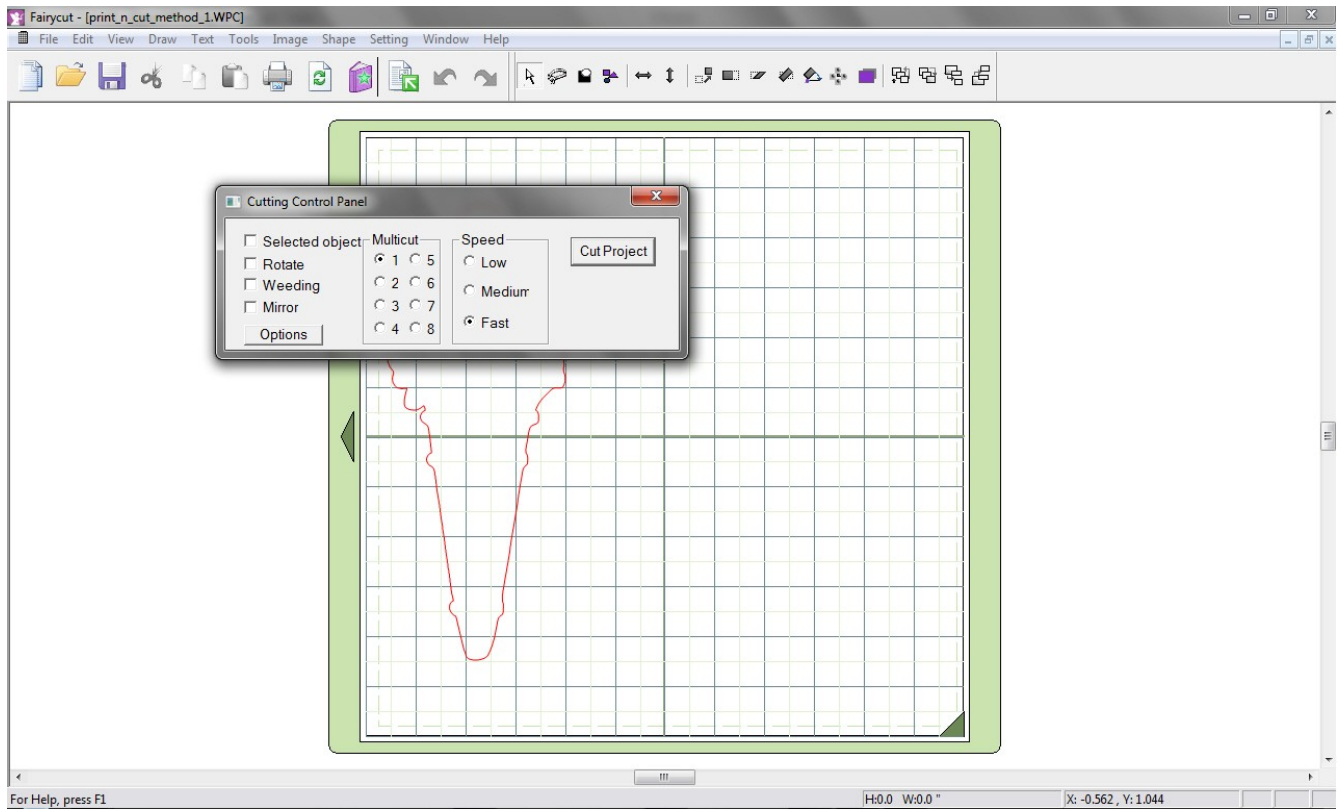 Fairycut - [print_n_cut_method_1.WPC]
File Edit View Draw Text Tools Image Shape Setting Window Help
Cutting Control Panel
Selected object Multicut Speed Cut Project
Rotate 1 5 Low
Weeding 2 6 Medium
Mirror 3 7 Fast
Options 4 8
For Help, press F1 H:0.0 W:0.0 " X: -0.562 , Y: 1.044